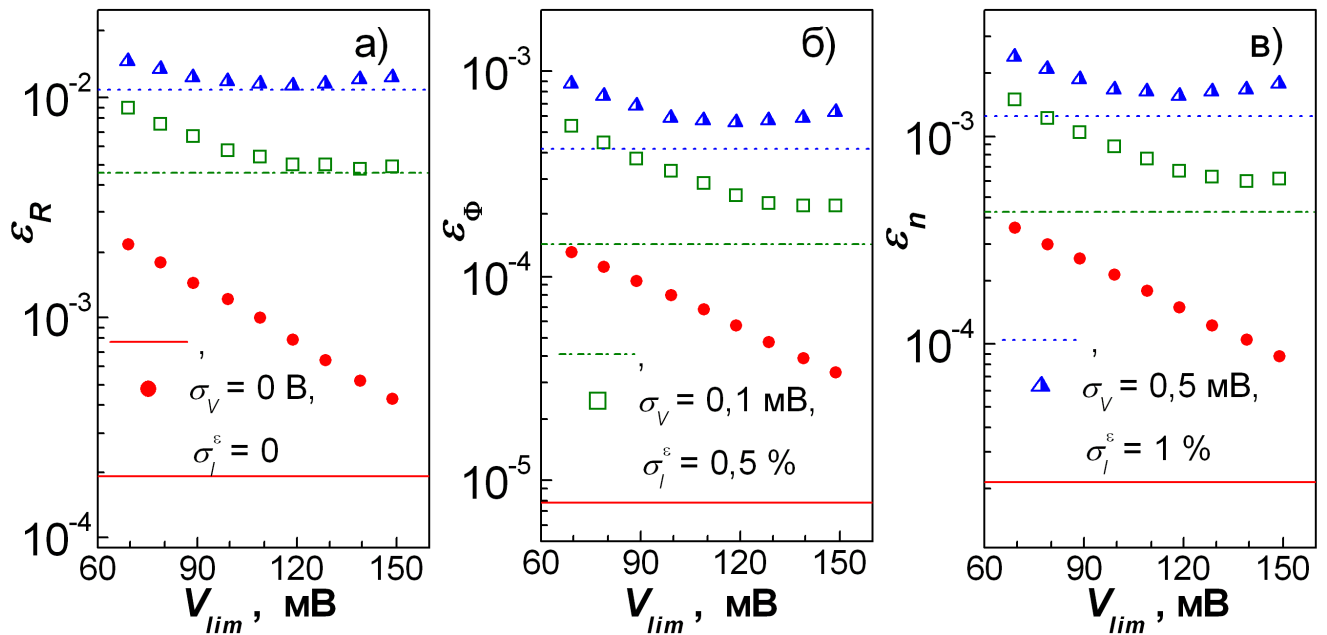 а)
10⁻²
10⁻³
10⁻⁴
ε_R
,
σ_V = 0 В,
σ_I^ε = 0
60 90 120 150
V_lim , мВ
б)
10⁻³
10⁻⁴
10⁻⁵
ε_Ф
,
σ_V = 0,1 мВ,
σ_I^ε = 0,5 %
60 90 120 150
V_lim , мВ
в)
10⁻³
10⁻⁴
ε_n
,
σ_V = 0,5 мВ,
σ_I^ε = 1 %
60 90 120 150
V_lim , мВ